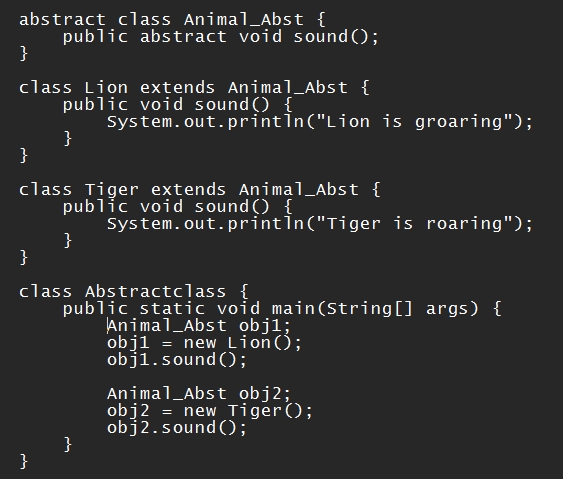 abstract class Animal_Abst {
    public abstract void sound();
}

class Lion extends Animal_Abst {
    public void sound() {
        System.out.println("Lion is groaring");
    }
}

class Tiger extends Animal_Abst {
    public void sound() {
        System.out.println("Tiger is roaring");
    }
}

class Abstractclass {
    public static void main(String[] args) {
        Animal_Abst obj1;
        obj1 = new Lion();
        obj1.sound();

        Animal_Abst obj2;
        obj2 = new Tiger();
        obj2.sound();
    }
}